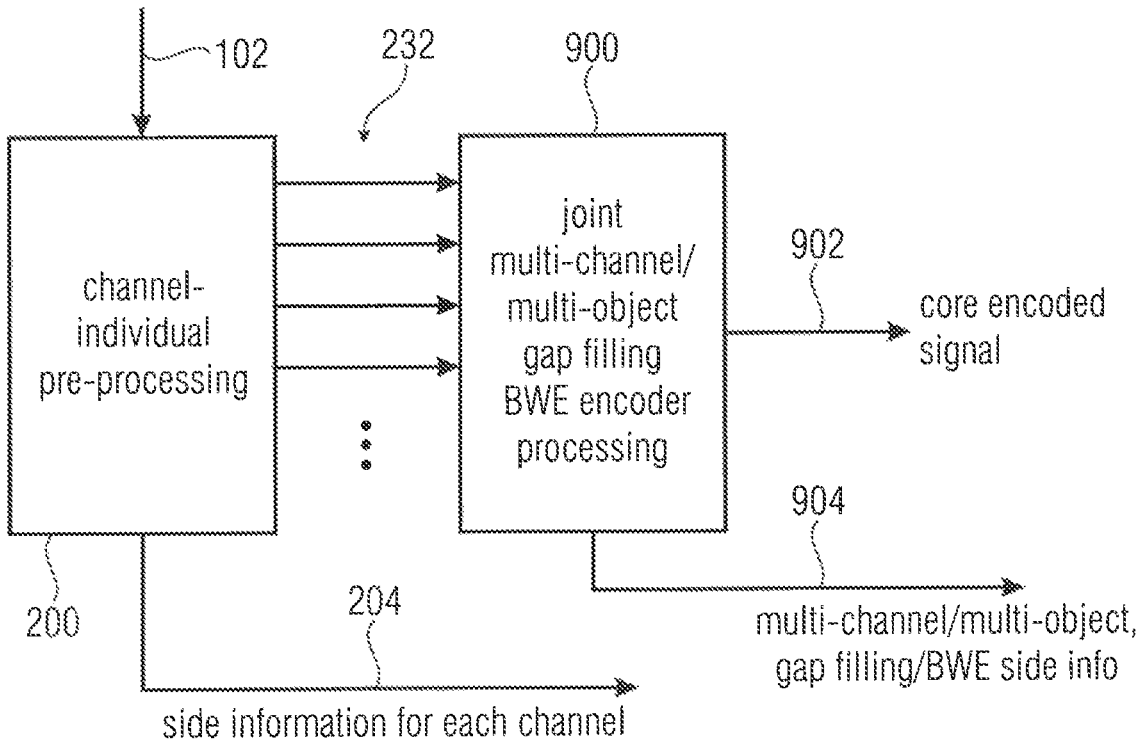 102
232
900
channel-
individual
pre-processing
joint
multi-channel/
multi-object
gap filling
BWE encoder
processing
902
core encoded
signal
904
multi-channel/multi-object,
gap filling/BWE side info
200
204
side information for each channel